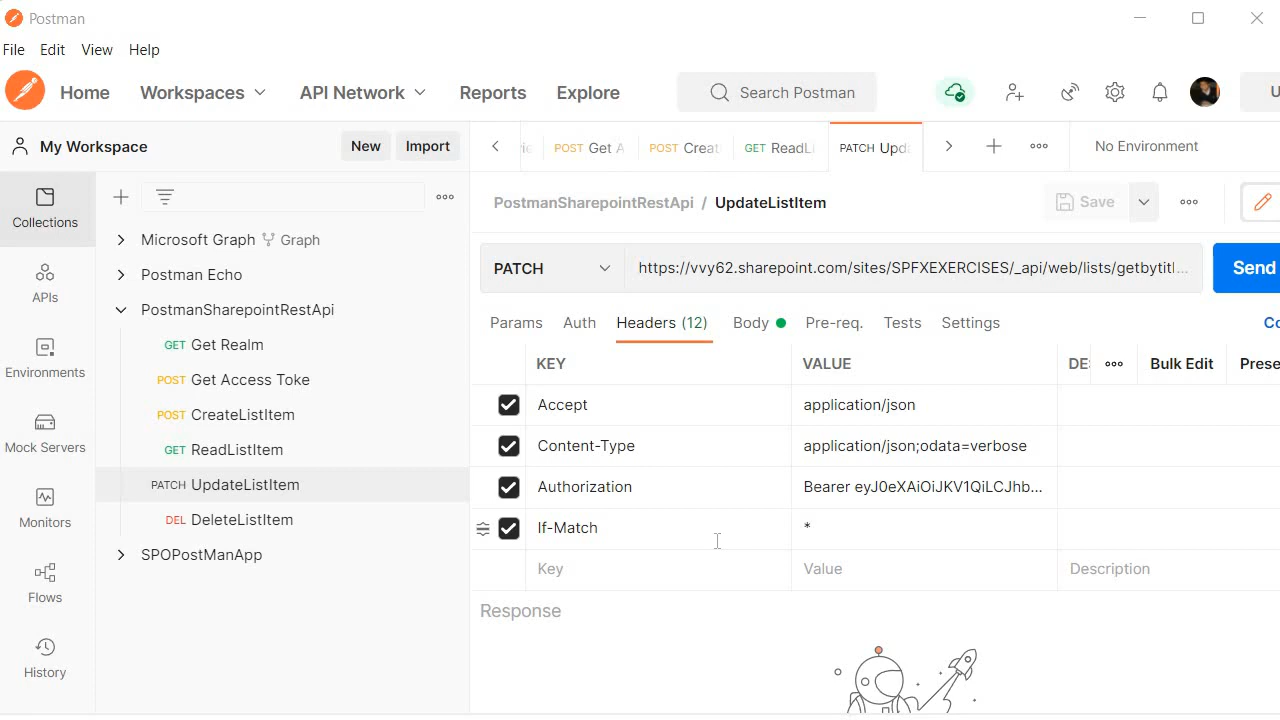 Postman
File Edit View Help
Home Workspaces API Network Reports Explore Search Postman U
My Workspace New Import
POST Get A POST Creat GET ReadLi PATCH Upda No Environment
PostmanSharepointRestApi / UpdateListItem Save
Collections
APIs
Environments
Mock Servers
Monitors
Flows
History
Microsoft Graph Graph
Postman Echo
PostmanSharepointRestApi
GET Get Realm
POST Get Access Toke
POST CreateListItem
GET ReadListItem
PATCH UpdateListItem
DEL DeleteListItem
SPOPostManApp
PATCH https://vvy62.sharepoint.com/sites/SPFXEXERCISES/_api/web/lists/getbytitl... Send
Params Auth Headers (12) Body Pre-req. Tests Settings Co
KEY VALUE DE Bulk Edit Prese
Accept application/json
Content-Type application/json;odata=verbose
Authorization Bearer eyJ0eXAiOiJKV1QiLCJhb...
If-Match *
Key Value Description
Response